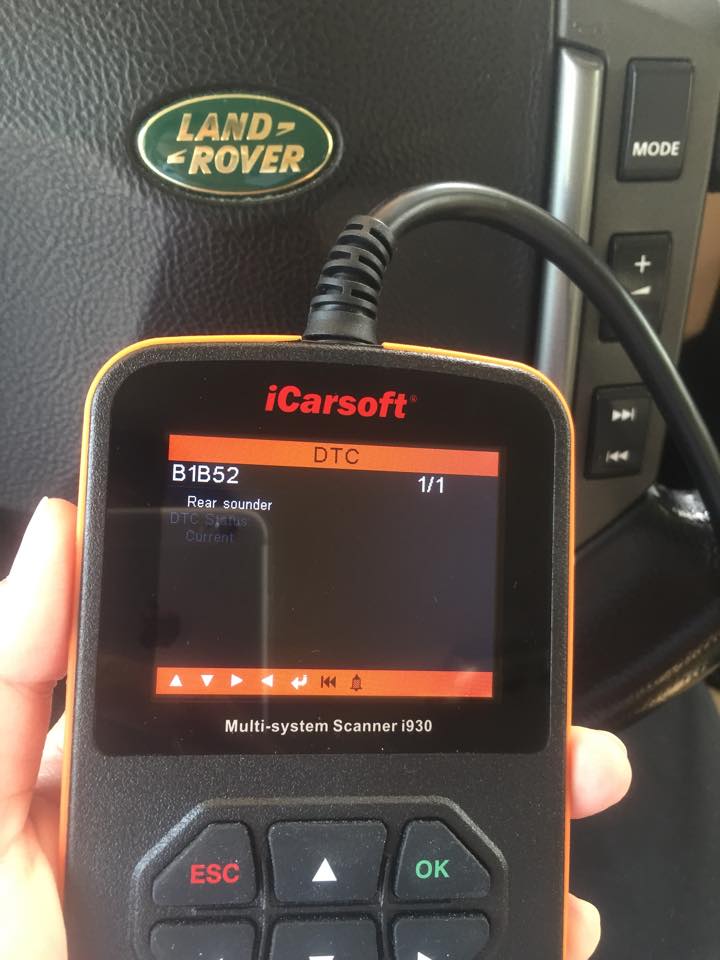 LAND
ROVER
MODE
+
iCarsoft®
DTC
B1B52 1/1
Rear sounder
DTC Status
Current
Multi-system Scanner i930
ESC
OK